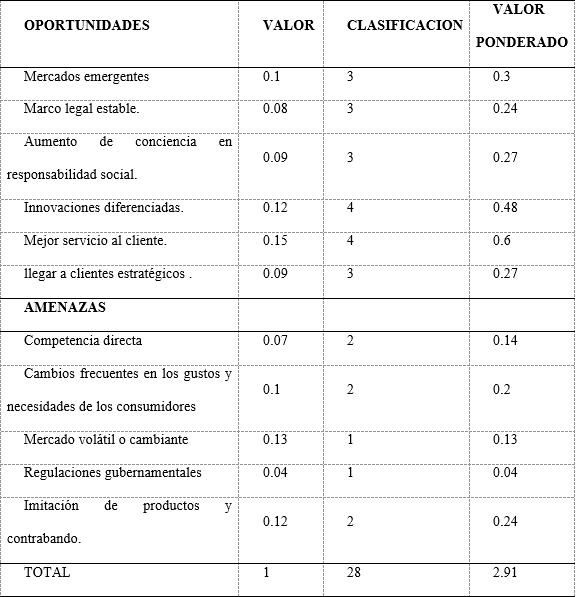 OPORTUNIDADES VALOR CLASIFICACION VALOR
PONDERADO
Mercados emergentes 0.1 3 0.3
Marco legal estable. 0.08 3 0.24
Aumento de conciencia en
responsabilidad social. 0.09 3 0.27
Innovaciones diferenciadas. 0.12 4 0.48
Mejor servicio al cliente. 0.15 4 0.6
llegar a clientes estratégicos . 0.09 3 0.27
AMENAZAS
Competencia directa 0.07 2 0.14
Cambios frecuentes en los gustos y
necesidades de los consumidores 0.1 2 0.2
Mercado volátil o cambiante 0.13 1 0.13
Regulaciones gubernamentales 0.04 1 0.04
Imitación de productos y
contrabando. 0.12 2 0.24
TOTAL 1 28 2.91